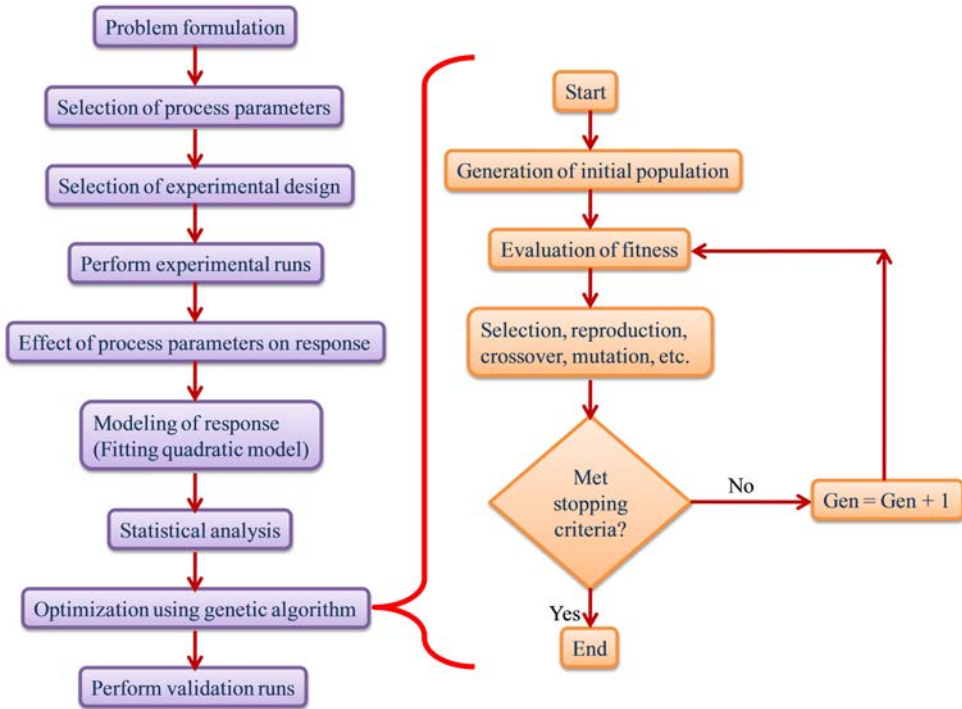 Problem formulation
Selection of process parameters
Selection of experimental design
Perform experimental runs
Effect of process parameters on response
Modeling of response
(Fitting quadratic model)
Statistical analysis
Optimization using genetic algorithm
Perform validation runs
Start
Generation of initial population
Evaluation of fitness
Selection, reproduction,
crossover, mutation, etc.
Met
stopping
criteria?
No
Gen = Gen + 1
Yes
End